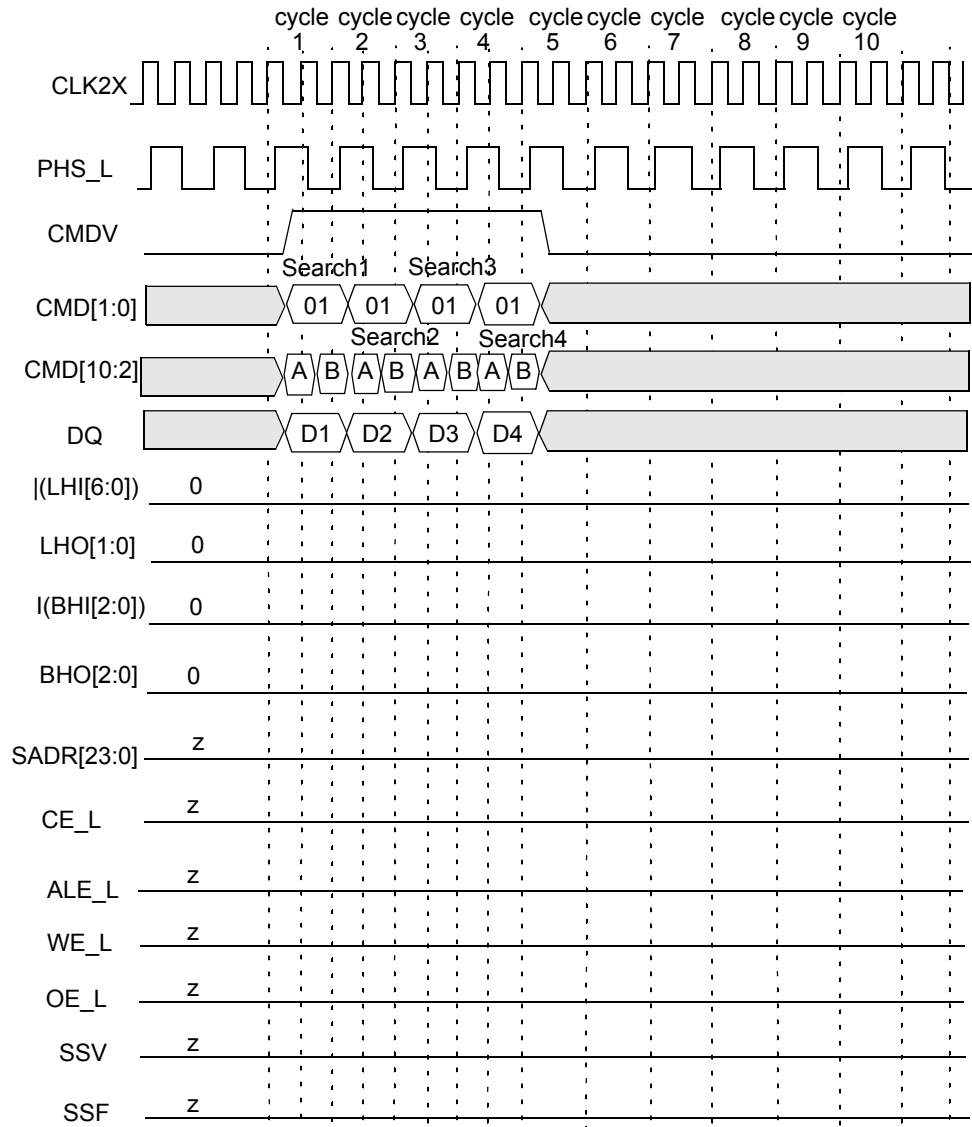 cycle cycle cycle cycle cycle cycle cycle cycle cycle cycle
1 2 3 4 5 6 7 8 9 10
CLK2X
PHS_L
CMDV
Search1 Search3
CMD[1:0] 01 01 01 01
Search2 Search4
CMD[10:2] A B A B A B A B
DQ D1 D2 D3 D4
|(LHI[6:0]) 0
LHO[1:0] 0
I(BHI[2:0]) 0
BHO[2:0] 0
SADR[23:0] z
CE_L z
ALE_L z
WE_L z
OE_L z
SSV z
SSF z